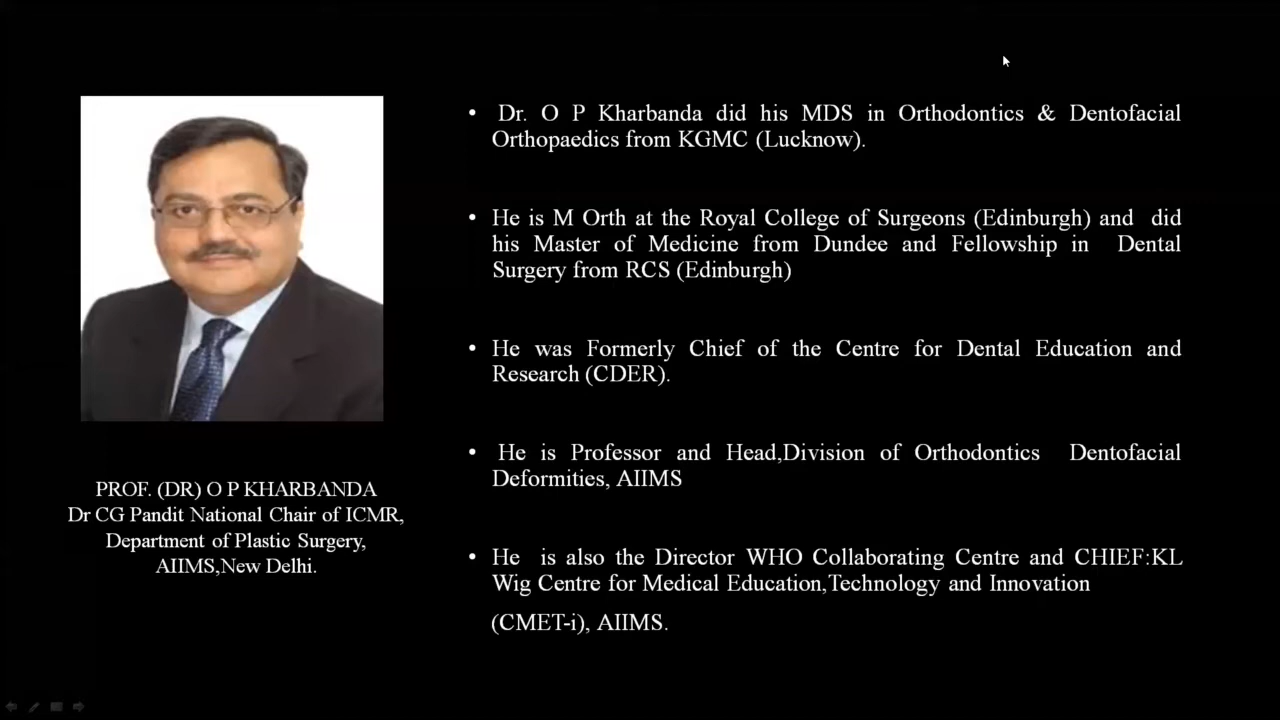 PROF. (DR) O P KHARBANDA
Dr CG Pandit National Chair of ICMR,
Department of Plastic Surgery,
AIIMS,New Delhi.
• Dr. O P Kharbanda did his MDS in Orthodontics & Dentofacial
Orthopaedics from KGMC (Lucknow).
• He is M Orth at the Royal College of Surgeons (Edinburgh) and did
his Master of Medicine from Dundee and Fellowship in Dental
Surgery from RCS (Edinburgh)
• He was Formerly Chief of the Centre for Dental Education and
Research (CDER).
• He is Professor and Head,Division of Orthodontics Dentofacial
Deformities, AIIMS
• He is also the Director WHO Collaborating Centre and CHIEF:KL
Wig Centre for Medical Education,Technology and Innovation
(CMET-i), AIIMS.